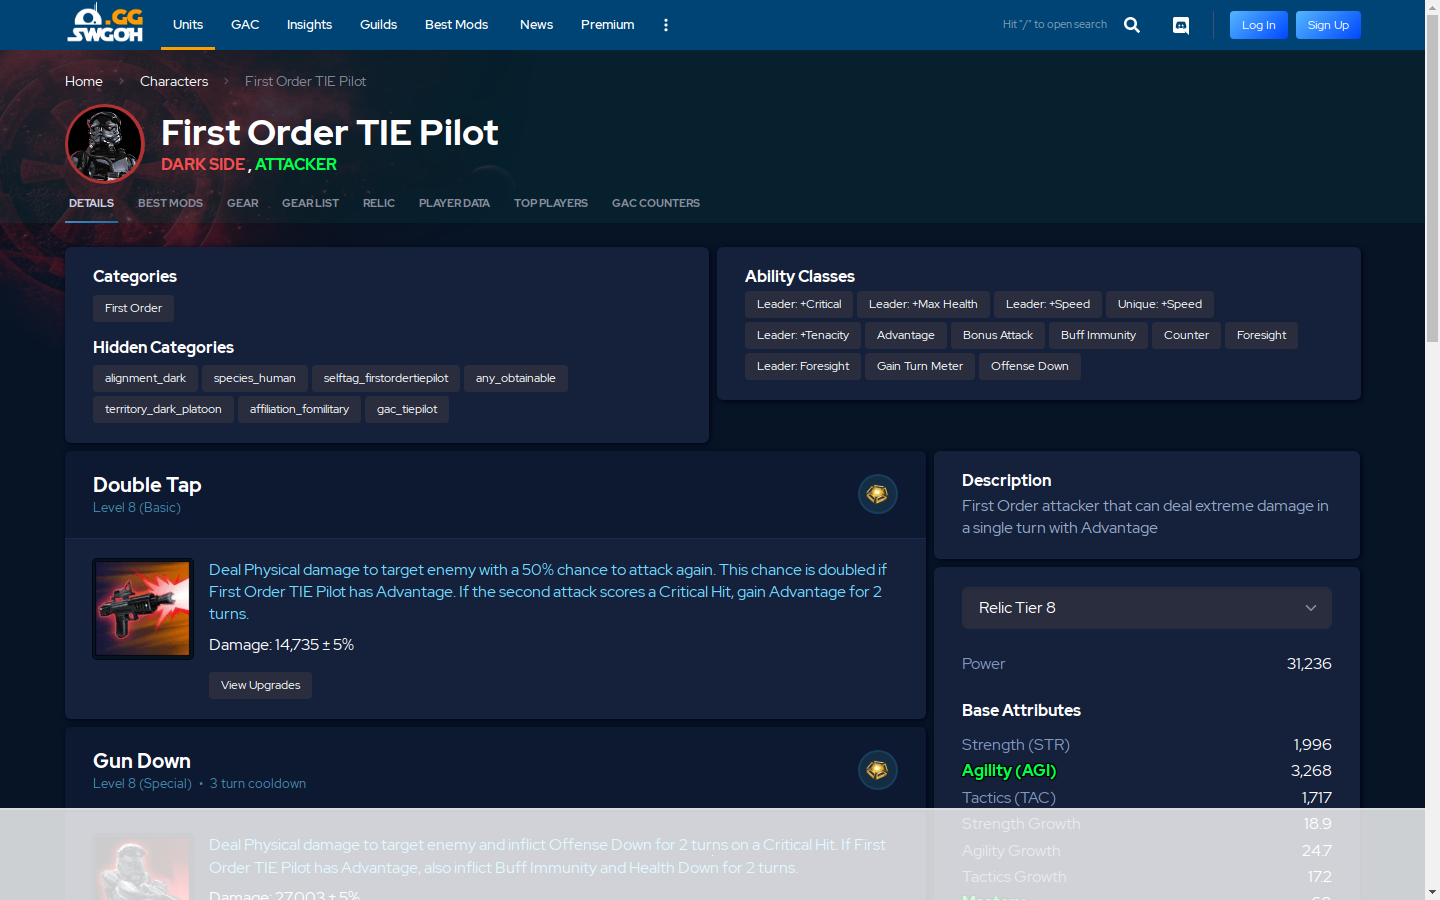 .GG
SWGOH
Units
GAC
Insights
Guilds
Best Mods
News
Premium
Hit "/" to open search
Log In
Sign Up
Home
Characters
First Order TIE Pilot
First Order TIE Pilot
DARK SIDE , ATTACKER
DETAILS
BEST MODS
GEAR
GEAR LIST
RELIC
PLAYER DATA
TOP PLAYERS
GAC COUNTERS
Categories
First Order
Hidden Categories
alignment_dark
species_human
selftag_firstordertiepilot
any_obtainable
territory_dark_platoon
affiliation_fomilitary
gac_tiepilot
Ability Classes
Leader: +Critical
Leader: +Max Health
Leader: +Speed
Unique: +Speed
Leader: +Tenacity
Advantage
Bonus Attack
Buff Immunity
Counter
Foresight
Leader: Foresight
Gain Turn Meter
Offense Down
Double Tap
Level 8 (Basic)
Deal Physical damage to target enemy with a 50% chance to attack again. This chance is doubled if
First Order TIE Pilot has Advantage. If the second attack scores a Critical Hit, gain Advantage for 2
turns.
Damage: 14,735 ± 5%
View Upgrades
Gun Down
Level 8 (Special) • 3 turn cooldown
Deal Physical damage to target enemy and inflict Offense Down for 2 turns on a Critical Hit. If First
Order TIE Pilot has Advantage, also inflict Buff Immunity and Health Down for 2 turns.
Damage: 27,003 ± 5%
Description
First Order attacker that can deal extreme damage in
a single turn with Advantage
Relic Tier 8
Power 31,236
Base Attributes
Strength (STR) 1,996
Agility (AGI) 3,268
Tactics (TAC) 1,717
Strength Growth 18.9
Agility Growth 24.7
Tactics Growth 17.2
Mastery